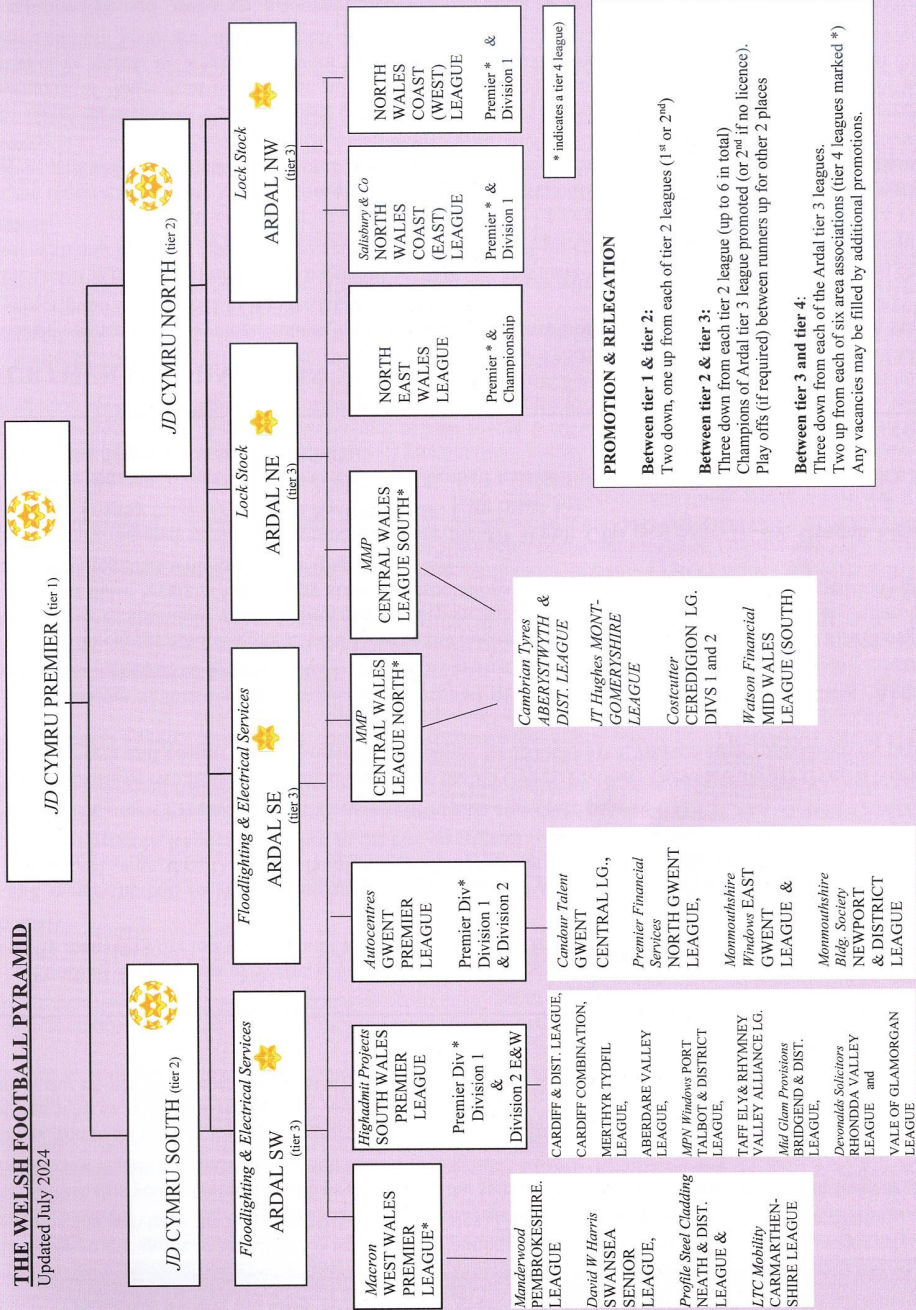 THE WELSH FOOTBALL PYRAMID
Updated July 2024
JD CYMRU PREMIER (tier 1)
JD CYMRU SOUTH (tier 2)
JD CYMRU NORTH (tier 2)
Floodlighting & Electrical Services
ARDAL SW
(tier 3)
Floodlighting & Electrical Services
ARDAL SE
(tier 3)
Lock Stock
ARDAL NE
(tier 3)
Lock Stock
ARDAL NW
(tier 3)
Macron
WEST WALES
PREMIER
LEAGUE*
Highadmit Projects
SOUTH WALES
PREMIER
LEAGUE
Premier Div *
Division 1
&
Division 2 E&W
Autocentres
GWENT
PREMIER
LEAGUE
Premier Div*
Division 1
& Division 2
MMP
CENTRAL WALES
LEAGUE NORTH*
MMP
CENTRAL WALES
LEAGUE SOUTH*
NORTH
EAST
WALES
LEAGUE
Premier * &
Championship
Salisbury & Co
NORTH
WALES
COAST
(EAST)
LEAGUE
Premier * &
Division 1
NORTH
WALES
COAST
(WEST)
LEAGUE
Premier * &
Division 1
* indicates a tier 4 league)
Manderwood
PEMBROKESHIRE.
LEAGUE
David W Harris
SWANSEA
SENIOR
LEAGUE,
Profile Steel Cladding
NEATH & DIST.
LEAGUE &
LTC Mobility
CARMARTHEN-
SHIRE LEAGUE
CARDIFF & DIST. LEAGUE,
CARDIFF COMBINATION,
MERTHYR TYDFIL
LEAGUE,
ABERDARE VALLEY
LEAGUE,
MPN Windows PORT
TALBOT & DISTRICT
LEAGUE,
TAFF ELY& RHYMNEY
VALLEY ALLIANCE LG.
Mid Glam Provisions
BRIDGEND & DIST.
LEAGUE,
Devonalds Solicitors
RHONDDA VALLEY
LEAGUE and
VALE OF GLAMORGAN
LEAGUE
Candour Talent
GWENT
CENTRAL LG.,
Premier Financial
Services
NORTH GWENT
LEAGUE,
Monmouthshire
Windows EAST
GWENT
LEAGUE &
Monmouthshire
Bldg. Society
NEWPORT
& DISTRICT
LEAGUE
Cambrian Tyres
ABERYSTWYTH &
DIST. LEAGUE
JT Hughes MONT-
GOMERYSHIRE
LEAGUE
Costcutter
CEREDIGION LG.
DIVS 1 and 2
Watson Financial
MID WALES
LEAGUE (SOUTH)
PROMOTION & RELEGATION
Between tier 1 & tier 2:
Two down, one up from each of tier 2 leagues (1st or 2nd)
Between tier 2 & tier 3:
Three down from each tier 2 league (up to 6 in total)
Champions of Ardal tier 3 league promoted (or 2nd if no licence).
Play offs (if required) between runners up for other 2 places
Between tier 3 and tier 4:
Three down from each of the Ardal tier 3 leagues.
Two up from each of six area associations (tier 4 leagues marked *)
Any vacancies may be filled by additional promotions.